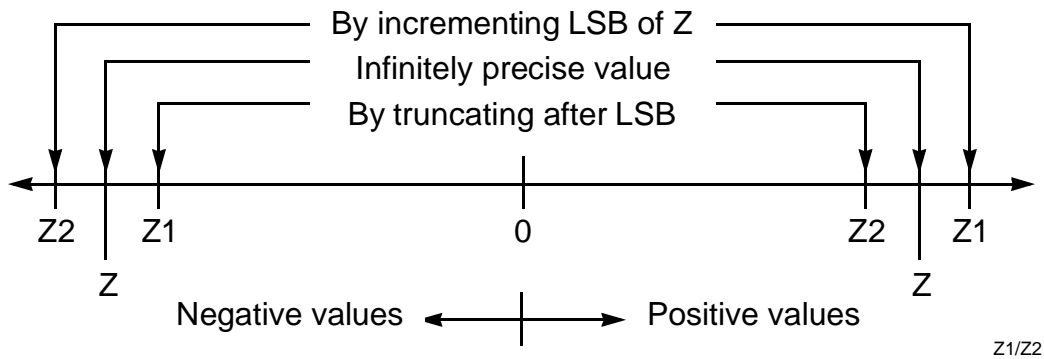 By incrementing LSB of Z
Infinitely precise value
By truncating after LSB
Z2 Z1 0 Z2 Z1
Z Z
Negative values Positive values
Z1/Z2